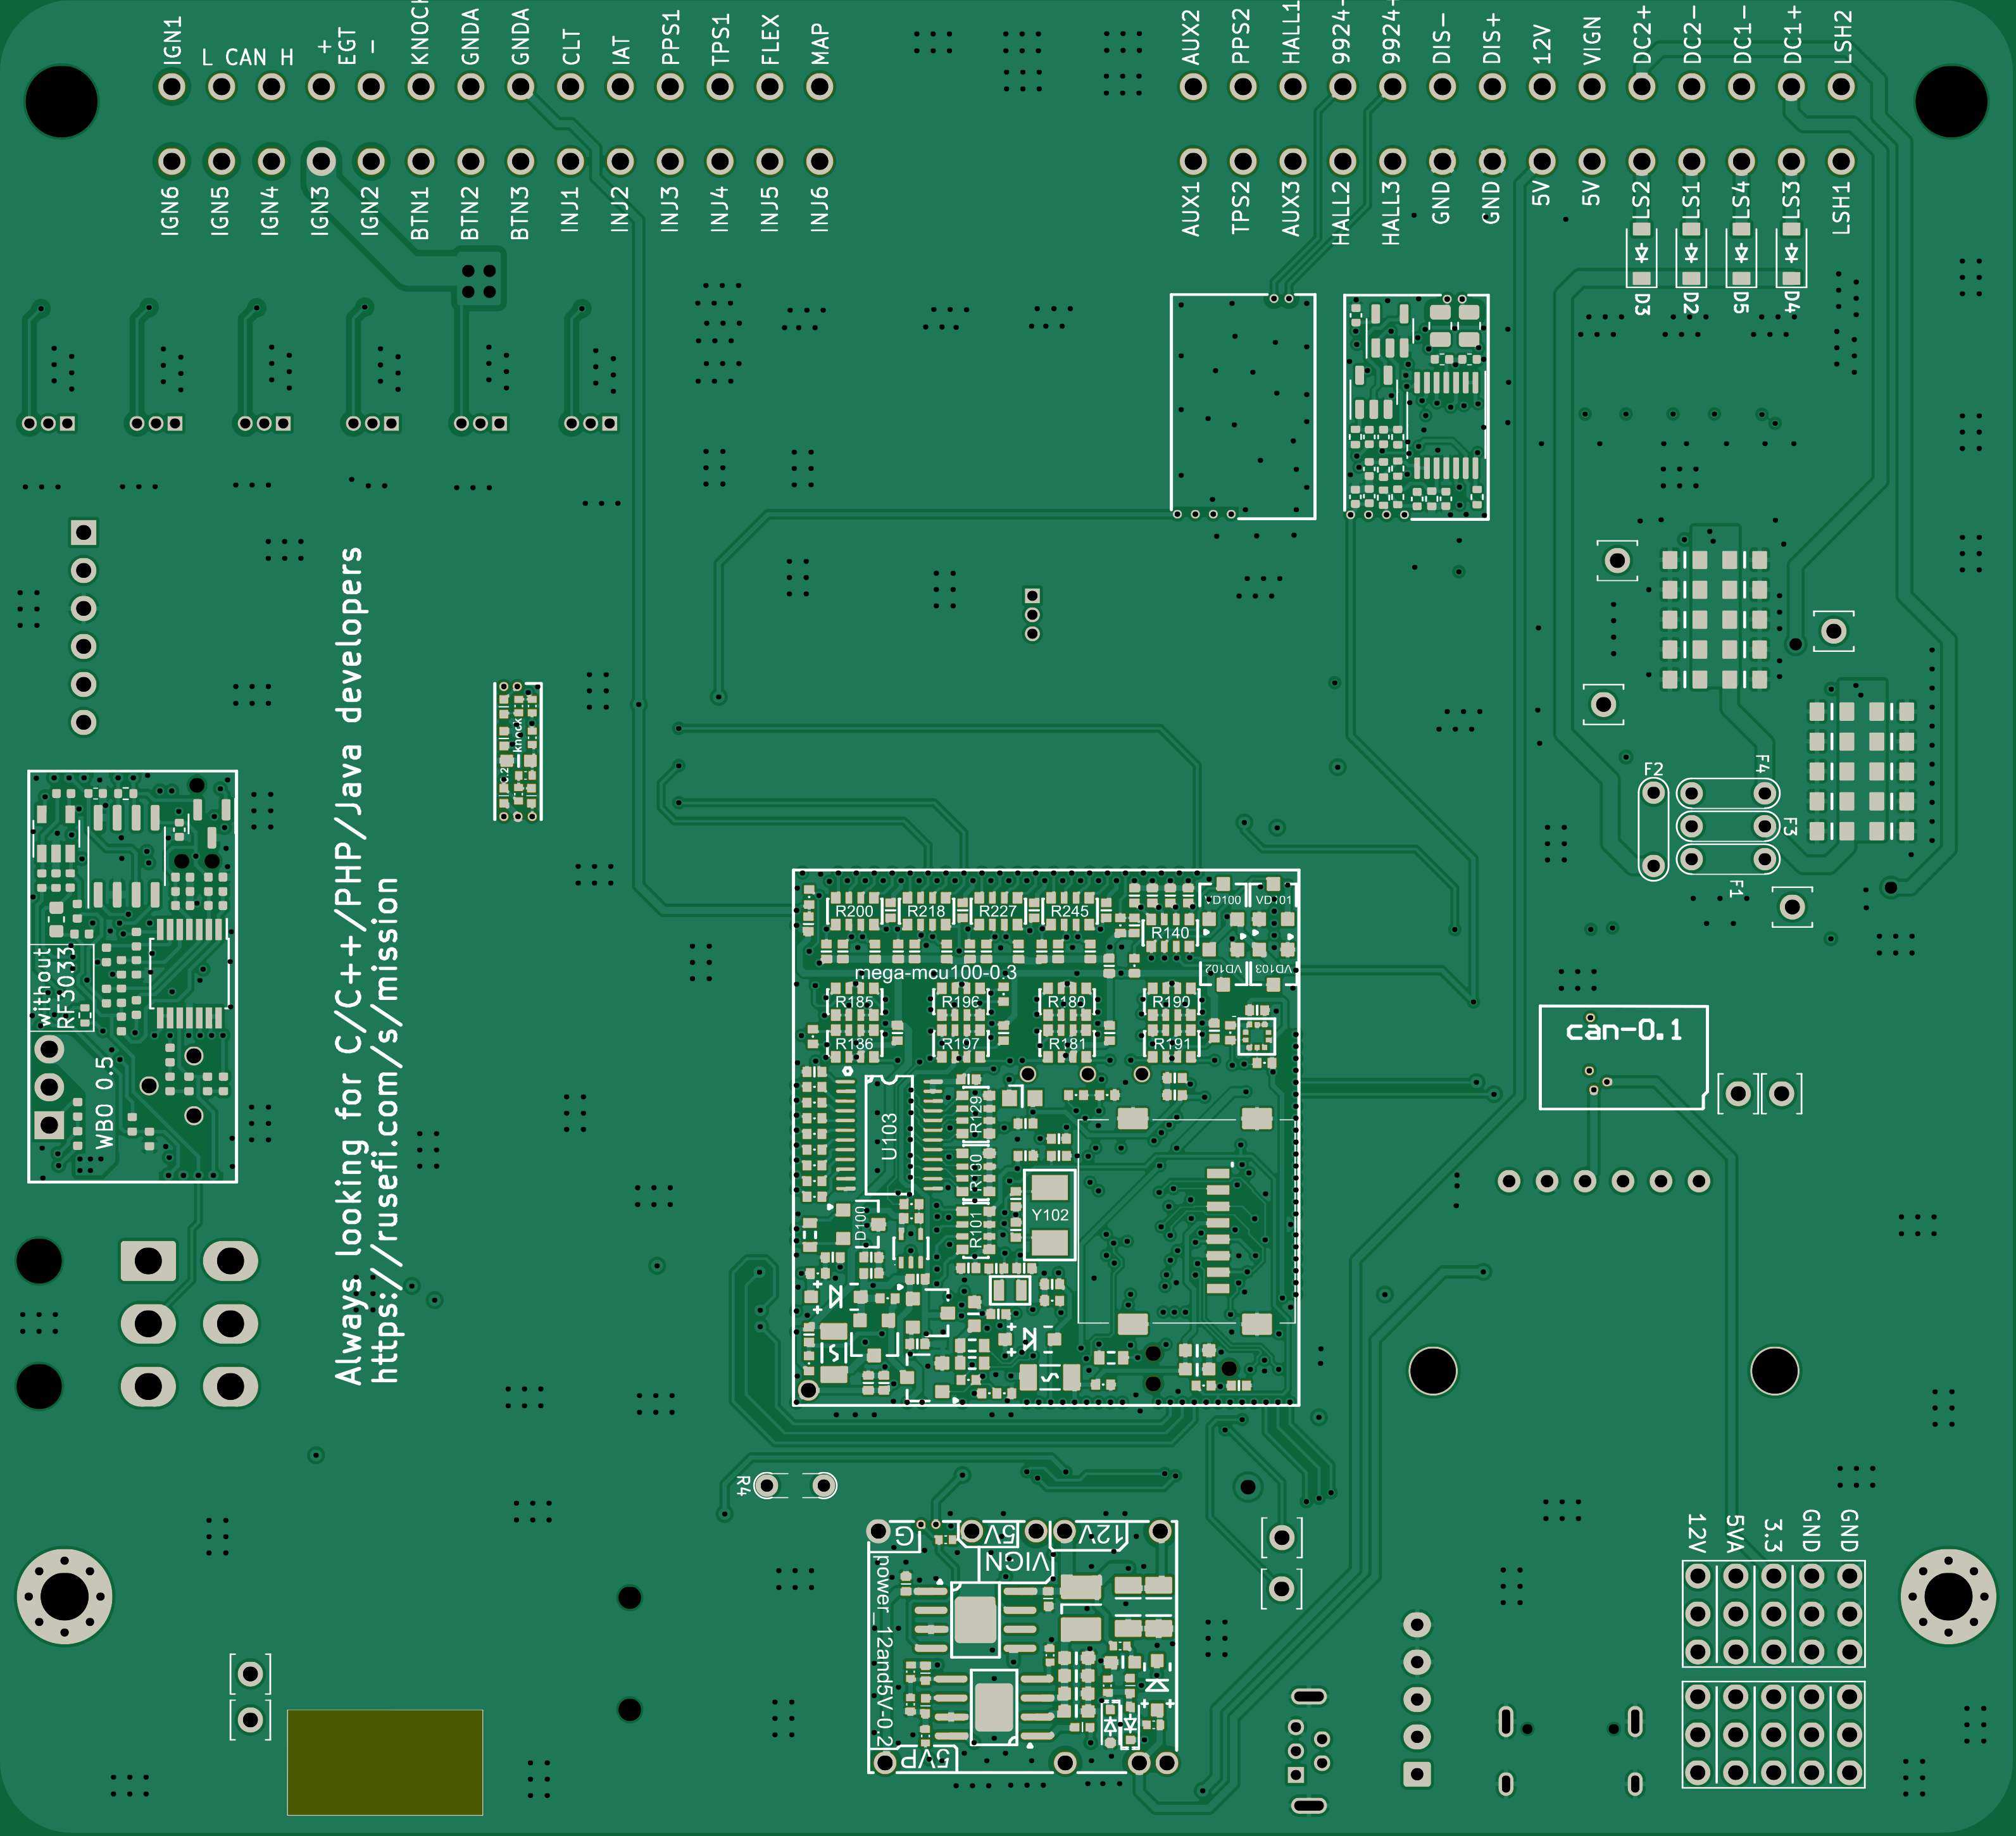 IGN1
L CAN H
+
EGT
-
KNOCK
GNDA
GNDA
CLT
IAT
PPS1
TPS1
FLEX
MAP
AUX2
PPS2
HALL1
9924-
9924-
DIS-
DIS+
12V
VIGN
DC2+
DC2-
DC1-
DC1+
LSH2
IGN6
IGN5
IGN4
IGN3
IGN2
BTN1
BTN2
BTN3
INJ1
INJ2
INJ3
INJ4
INJ5
INJ6
AUX1
TPS2
AUX3
HALL2
HALL3
GND
GND
5V
5V
LS2
LS1
LS4
LS3
LSH1
D3
D2
D5
D4
Always looking for C/C++/PHP/Java developers
https://rusefi.com/s/mission
knock
F2
F4
F3
F1
without
RF3033
WBO 0.5
R200
R218
R227
R245
R140
VD100
VD101
VD102
VD103
mega-mcu100-0.3
R185
R196
R180
R190
R136
R197
R181
R191
U103
R129
R100
R101
D100
Y102
can-0.1
R4
G
5V
12V
VIGN
power_12and5V-0.2
5VP
12V
5VA
3.3
GND
GND